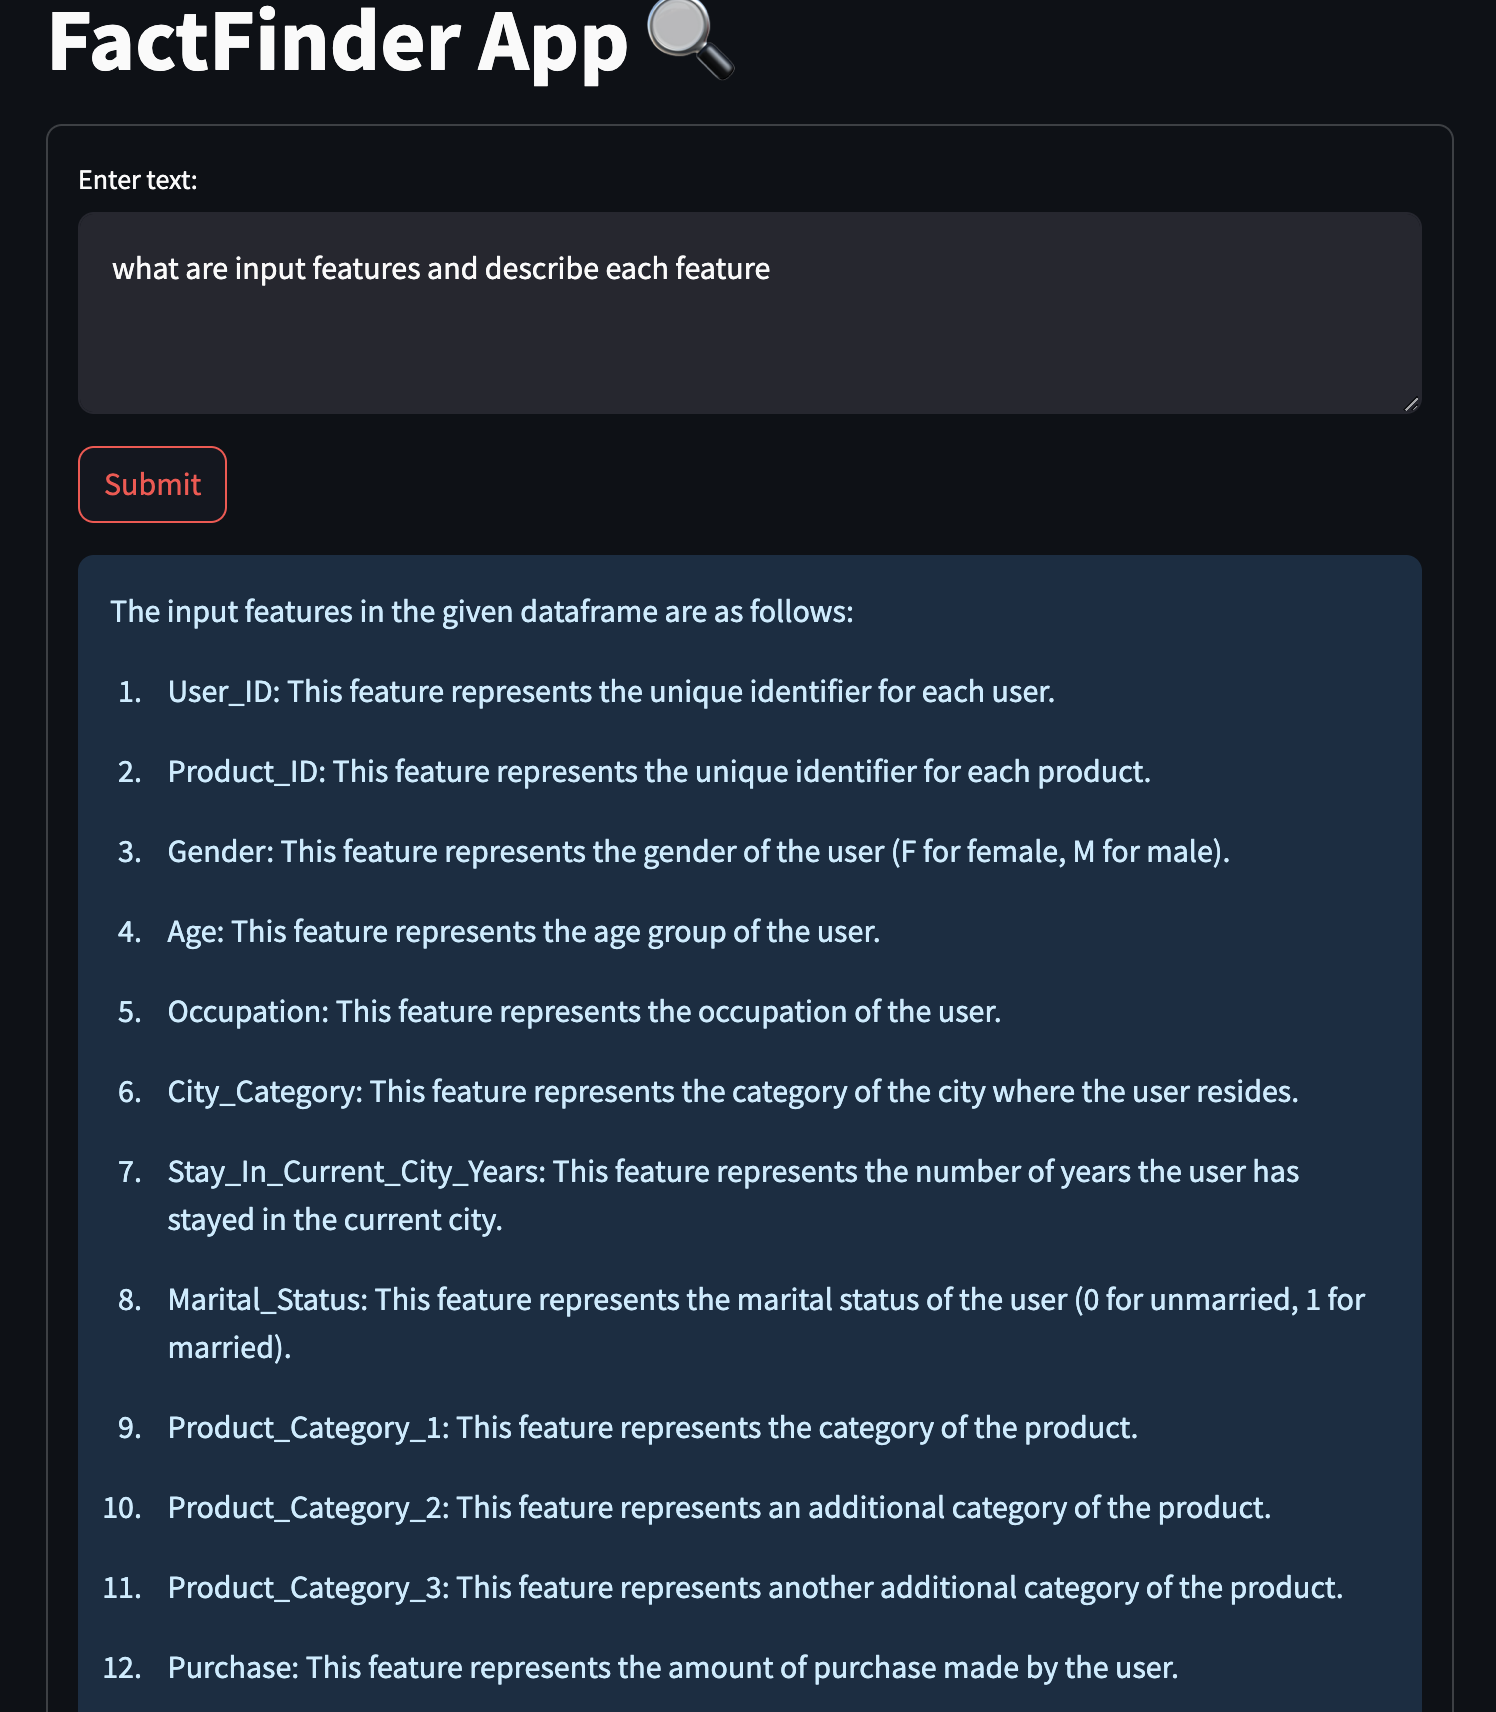 FactFinder App
Enter text:
what are input features and describe each feature
Submit
The input features in the given dataframe are as follows:
1. User_ID: This feature represents the unique identifier for each user.
2. Product_ID: This feature represents the unique identifier for each product.
3. Gender: This feature represents the gender of the user (F for female, M for male).
4. Age: This feature represents the age group of the user.
5. Occupation: This feature represents the occupation of the user.
6. City_Category: This feature represents the category of the city where the user resides.
7. Stay_In_Current_City_Years: This feature represents the number of years the user has
stayed in the current city.
8. Marital_Status: This feature represents the marital status of the user (0 for unmarried, 1 for
married).
9. Product_Category_1: This feature represents the category of the product.
10. Product_Category_2: This feature represents an additional category of the product.
11. Product_Category_3: This feature represents another additional category of the product.
12. Purchase: This feature represents the amount of purchase made by the user.